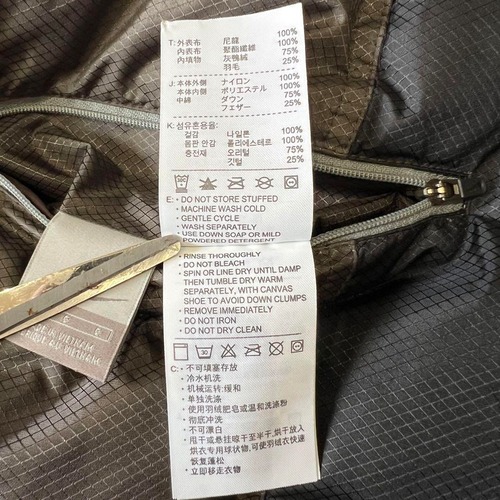 T: 外表布 尼龍 100%
內表布 聚酯纖維 100%
內填物 灰鴨絨 75%
羽毛 25%
J: 本体外側 ナイロン 100%
本体内側 ポリエステル 100%
中綿 ダウン 75%
フェザー 25%
K: 섬유혼용율:
겉감 나일론 100%
몸판 안감 폴리에스테르 100%
충전재 오리털 75%
깃털 25%
E: • DO NOT STORE STUFFED
• MACHINE WASH COLD
• GENTLE CYCLE
• WASH SEPARATELY
• USE DOWN SOAP OR MILD
POWDERED DETERGENT
• RINSE THOROUGHLY
• DO NOT BLEACH
• SPIN OR LINE DRY UNTIL DAMP
THEN TUMBLE DRY WARM
SEPARATELY, WITH CANVAS
SHOE TO AVOID DOWN CLUMPS
• REMOVE IMMEDIATELY
• DO NOT IRON
• DO NOT DRY CLEAN
30
C: • 不可填塞存放
• 冷水机洗
• 机械运转:缓和
• 单独洗涤
• 使用羽绒肥皂或温和洗涤粉
• 彻底冲洗
• 不可漂白
• 甩干或悬挂晾干至半干,烘干放入
烘衣专用球状物,可使羽绒衣快速
恢复蓬松
• 立即移走衣物
VIETNAM
VIETNAM